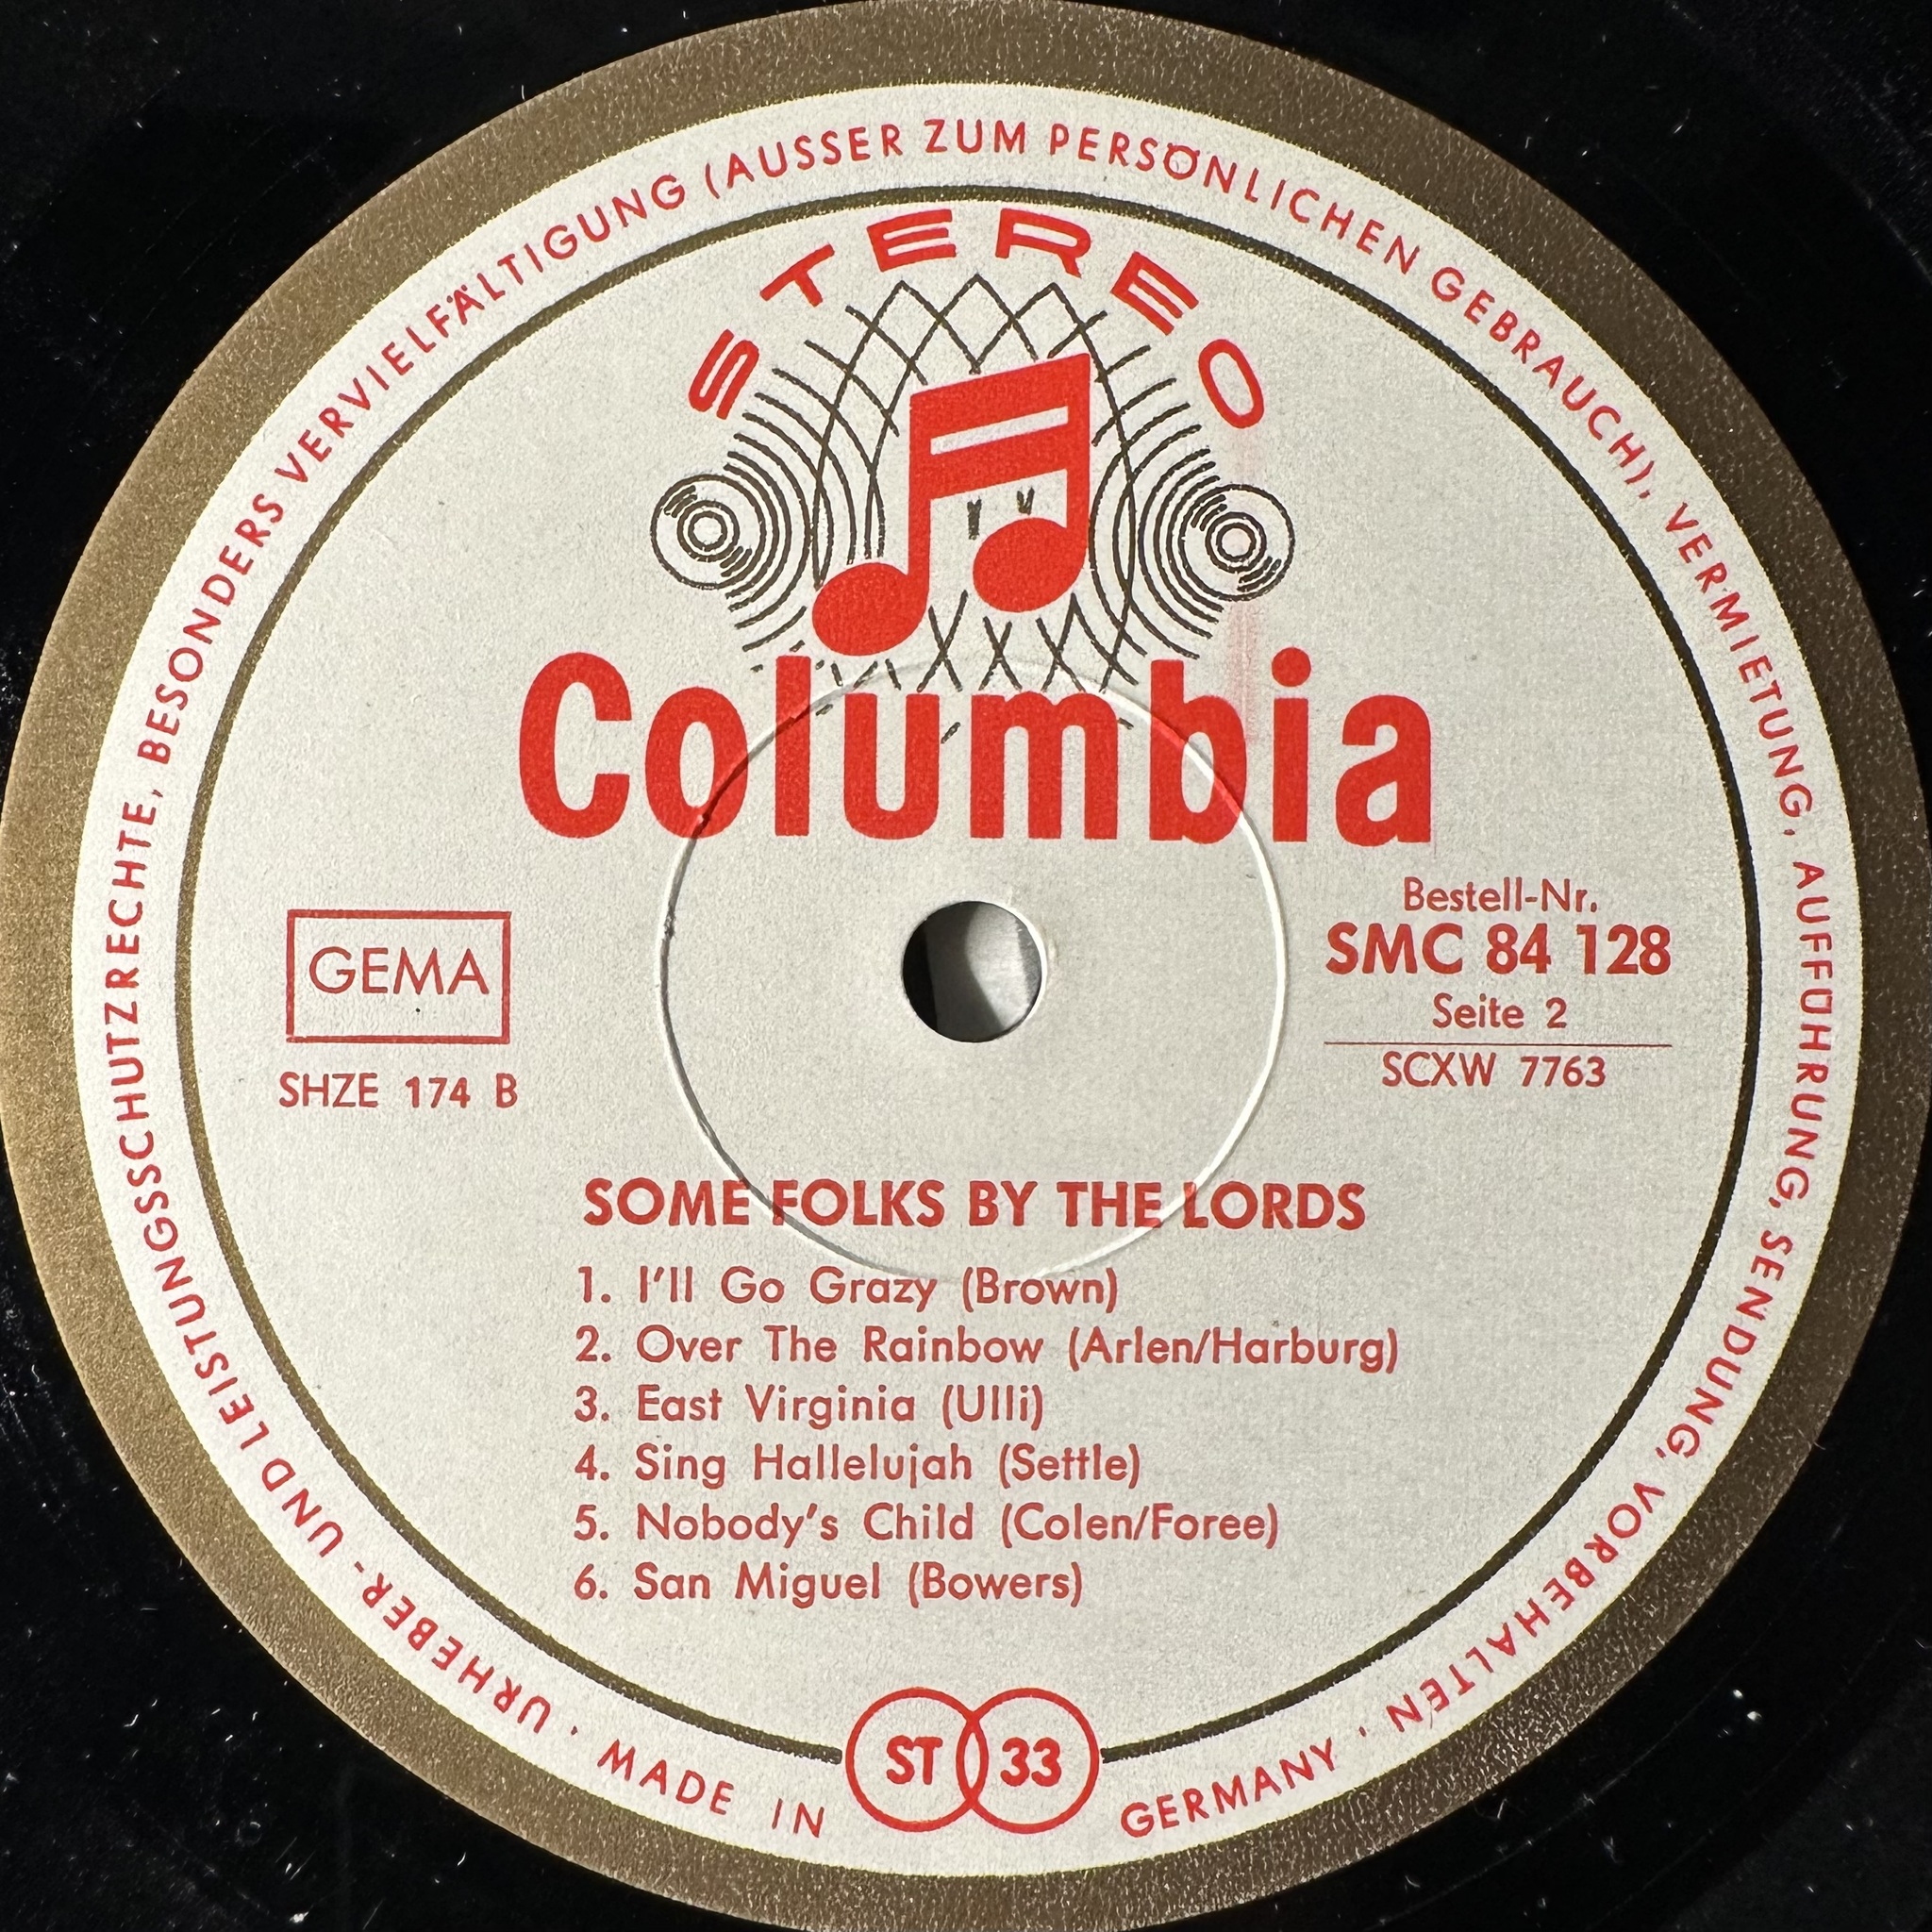 URHEBER- UND LEISTUNGSSCHUTZRECHTE, BESONDERS VERVIELFÄLTIGUNG (AUSSER ZUM PERSÖNLICHEN GEBRAUCH), VERMIETUNG, AUFFÜHRUNG, SENDUNG, VORBEHALTEN
STEREO
Columbia
GEMA
SHZE 174 B
Bestell-Nr.
SMC 84 128
Seite 2
SCXW 7763
SOME FOLKS BY THE LORDS
1. I'll Go Grazy (Brown)
2. Over The Rainbow (Arlen/Harburg)
3. East Virginia (Ulli)
4. Sing Hallelujah (Settle)
5. Nobody's Child (Colen/Foree)
6. San Miguel (Bowers)
ST 33
· MADE IN GERMANY ·